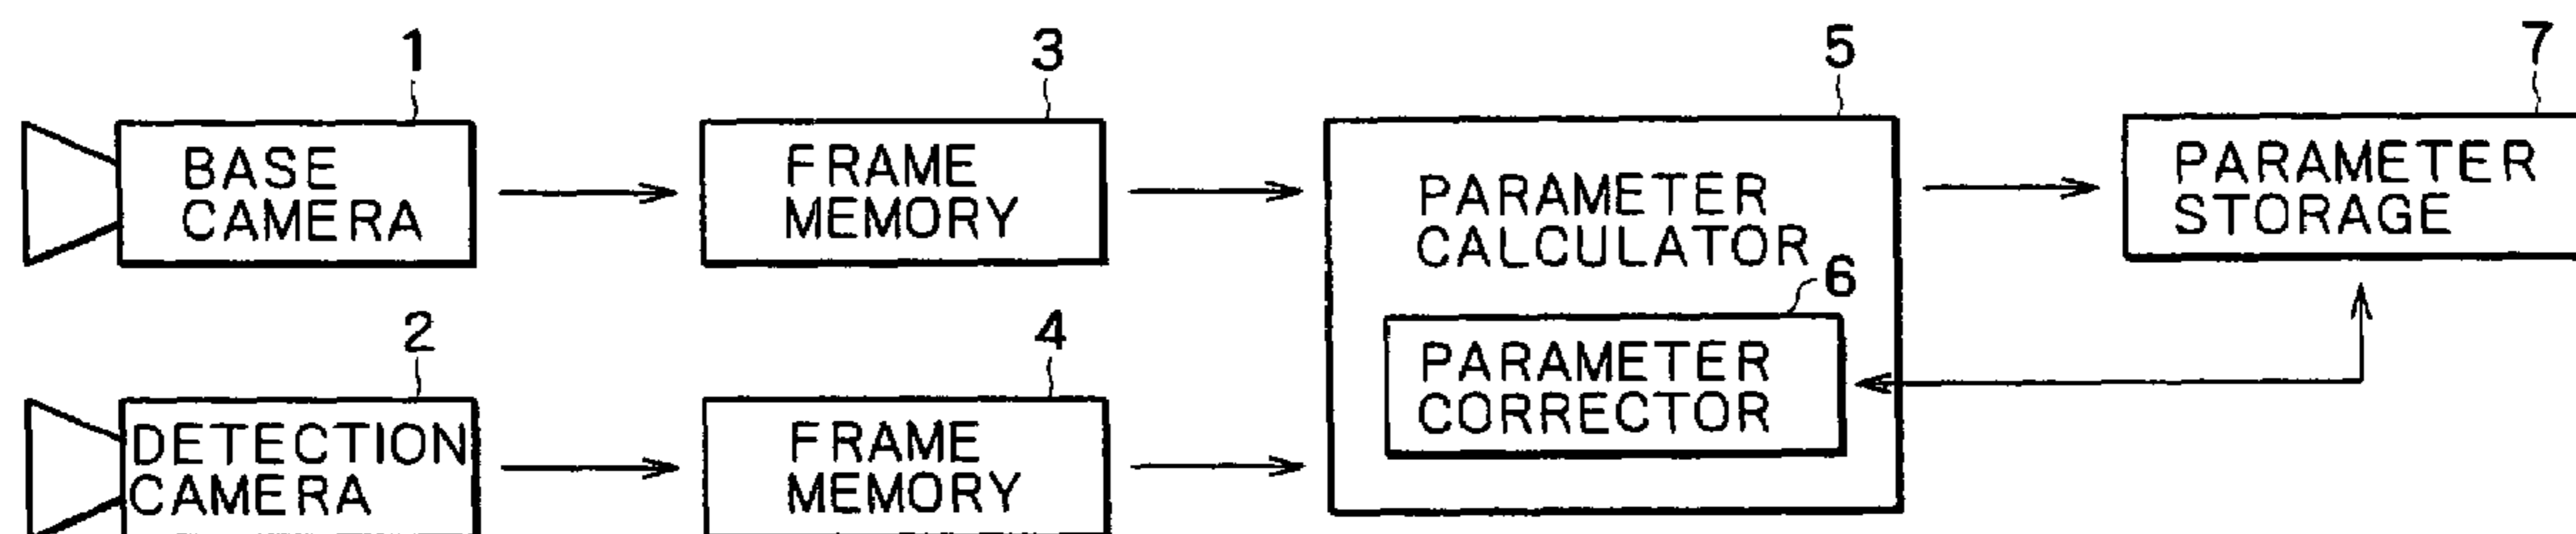 1
BASE
CAMERA
3
FRAME
MEMORY
5
PARAMETER
CALCULATOR
6
PARAMETER
CORRECTOR
7
PARAMETER
STORAGE
2
DETECTION
CAMERA
4
FRAME
MEMORY